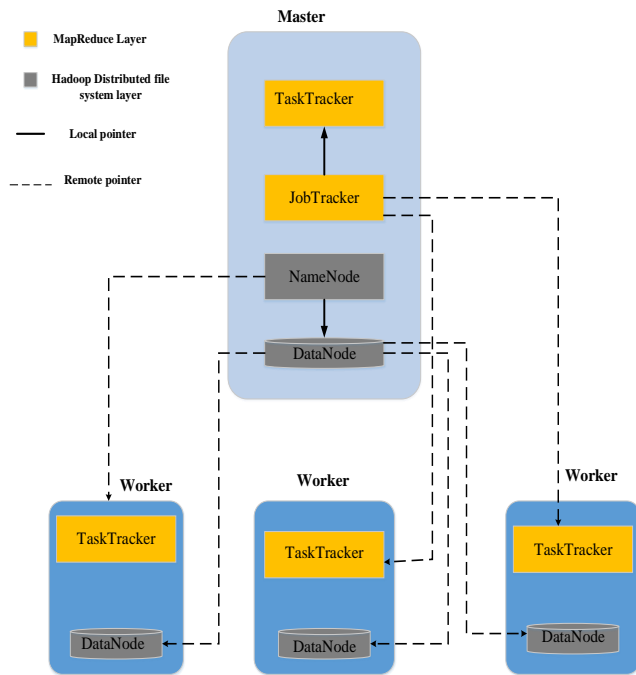 Master
MapReduce Layer
Hadoop Distributed file
system layer
Local pointer
Remote pointer
TaskTracker
JobTracker
NameNode
DataNode
Worker
Worker
Worker
TaskTracker
TaskTracker
TaskTracker
DataNode
DataNode
DataNode